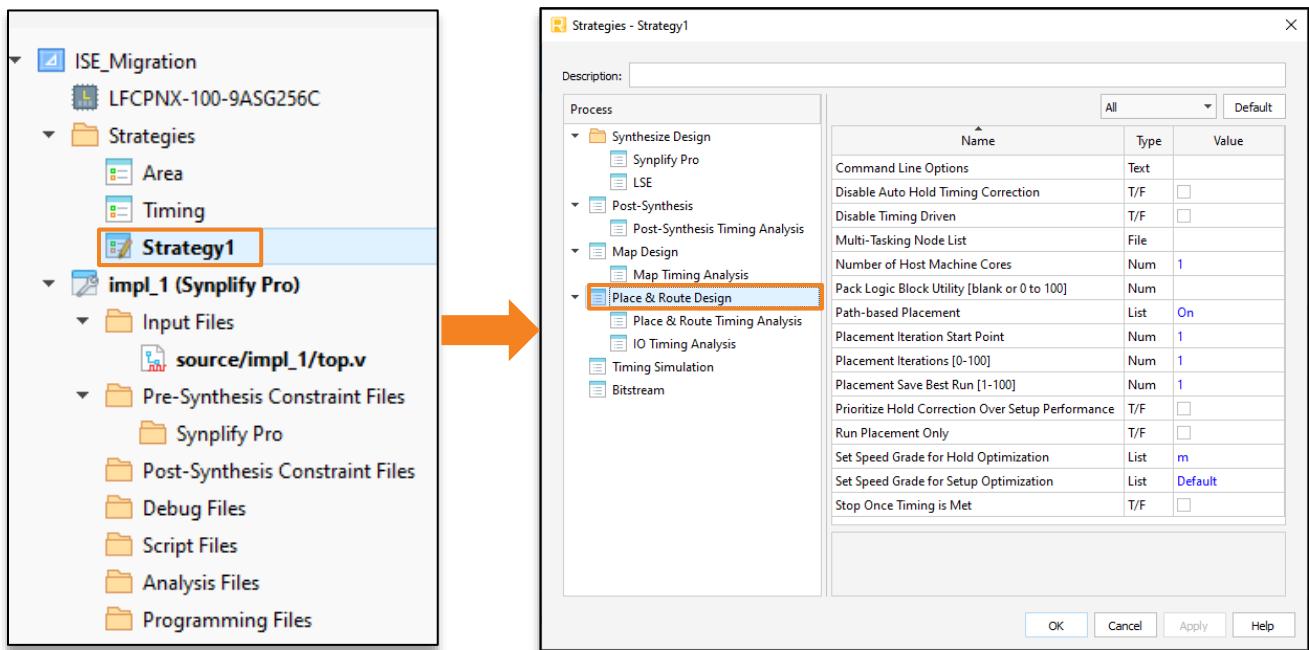 ISE_Migration
LFCPNX-100-9ASG256C
Strategies
Area
Timing
Strategy1
impl_1 (Synplify Pro)
Input Files
source/impl_1/top.v
Pre-Synthesis Constraint Files
Synplify Pro
Post-Synthesis Constraint Files
Debug Files
Script Files
Analysis Files
Programming Files
Strategies - Strategy1
Description:
Process
Synthesize Design
Synplify Pro
LSE
Post-Synthesis
Post-Synthesis Timing Analysis
Map Design
Map Timing Analysis
Place & Route Design
Place & Route Timing Analysis
IO Timing Analysis
Timing Simulation
Bitstream
All Default
Name Type Value
Command Line Options Text
Disable Auto Hold Timing Correction T/F
Disable Timing Driven T/F
Multi-Tasking Node List File
Number of Host Machine Cores Num 1
Pack Logic Block Utility [blank or 0 to 100] Num
Path-based Placement List On
Placement Iteration Start Point Num 1
Placement Iterations [0-100] Num 1
Placement Save Best Run [1-100] Num 1
Prioritize Hold Correction Over Setup Performance T/F
Run Placement Only T/F
Set Speed Grade for Hold Optimization List m
Set Speed Grade for Setup Optimization List Default
Stop Once Timing is Met T/F
OK Cancel Apply Help